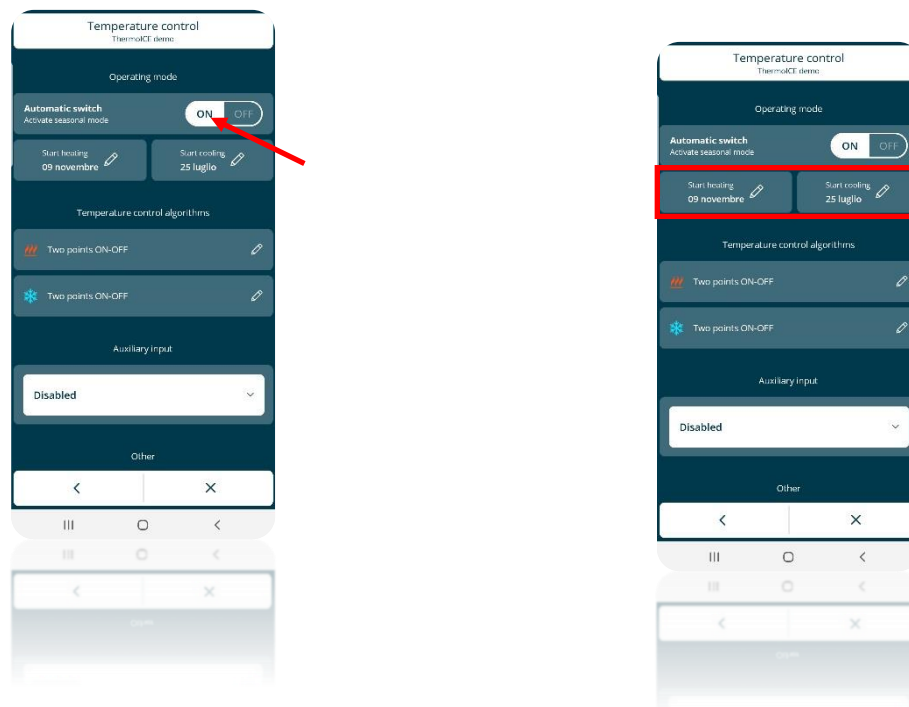 Temperature control
ThermoICE demo
Operating mode
Automatic switch
Activate seasonal mode
ON OFF
Start heating
09 novembre
Start cooling
25 luglio
Temperature control algorithms
Two points ON-OFF
Two points ON-OFF
Auxiliary input
Disabled
Other
Temperature control
ThermoICE demo
Operating mode
Automatic switch
Activate seasonal mode
ON OFF
Start heating
09 novembre
Start cooling
25 luglio
Temperature control algorithms
Two points ON-OFF
Two points ON-OFF
Auxiliary input
Disabled
Other